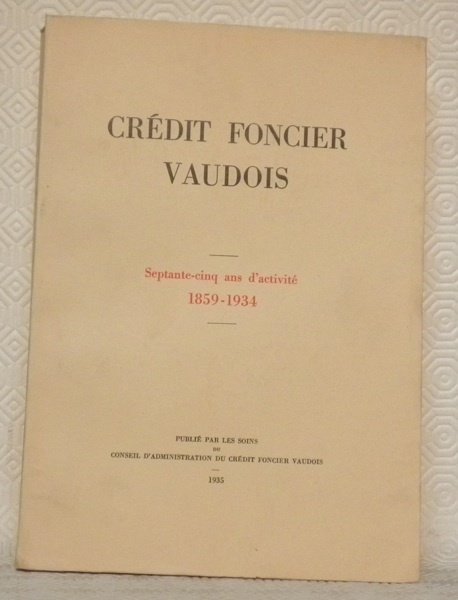 CRÉDIT FONCIER
VAUDOIS
Septante-cinq ans d'activité
1859-1934
PUBLIÉ PAR LES SOINS
DU
CONSEIL D'ADMINISTRATION DU CRÉDIT FONCIER VAUDOIS
1935